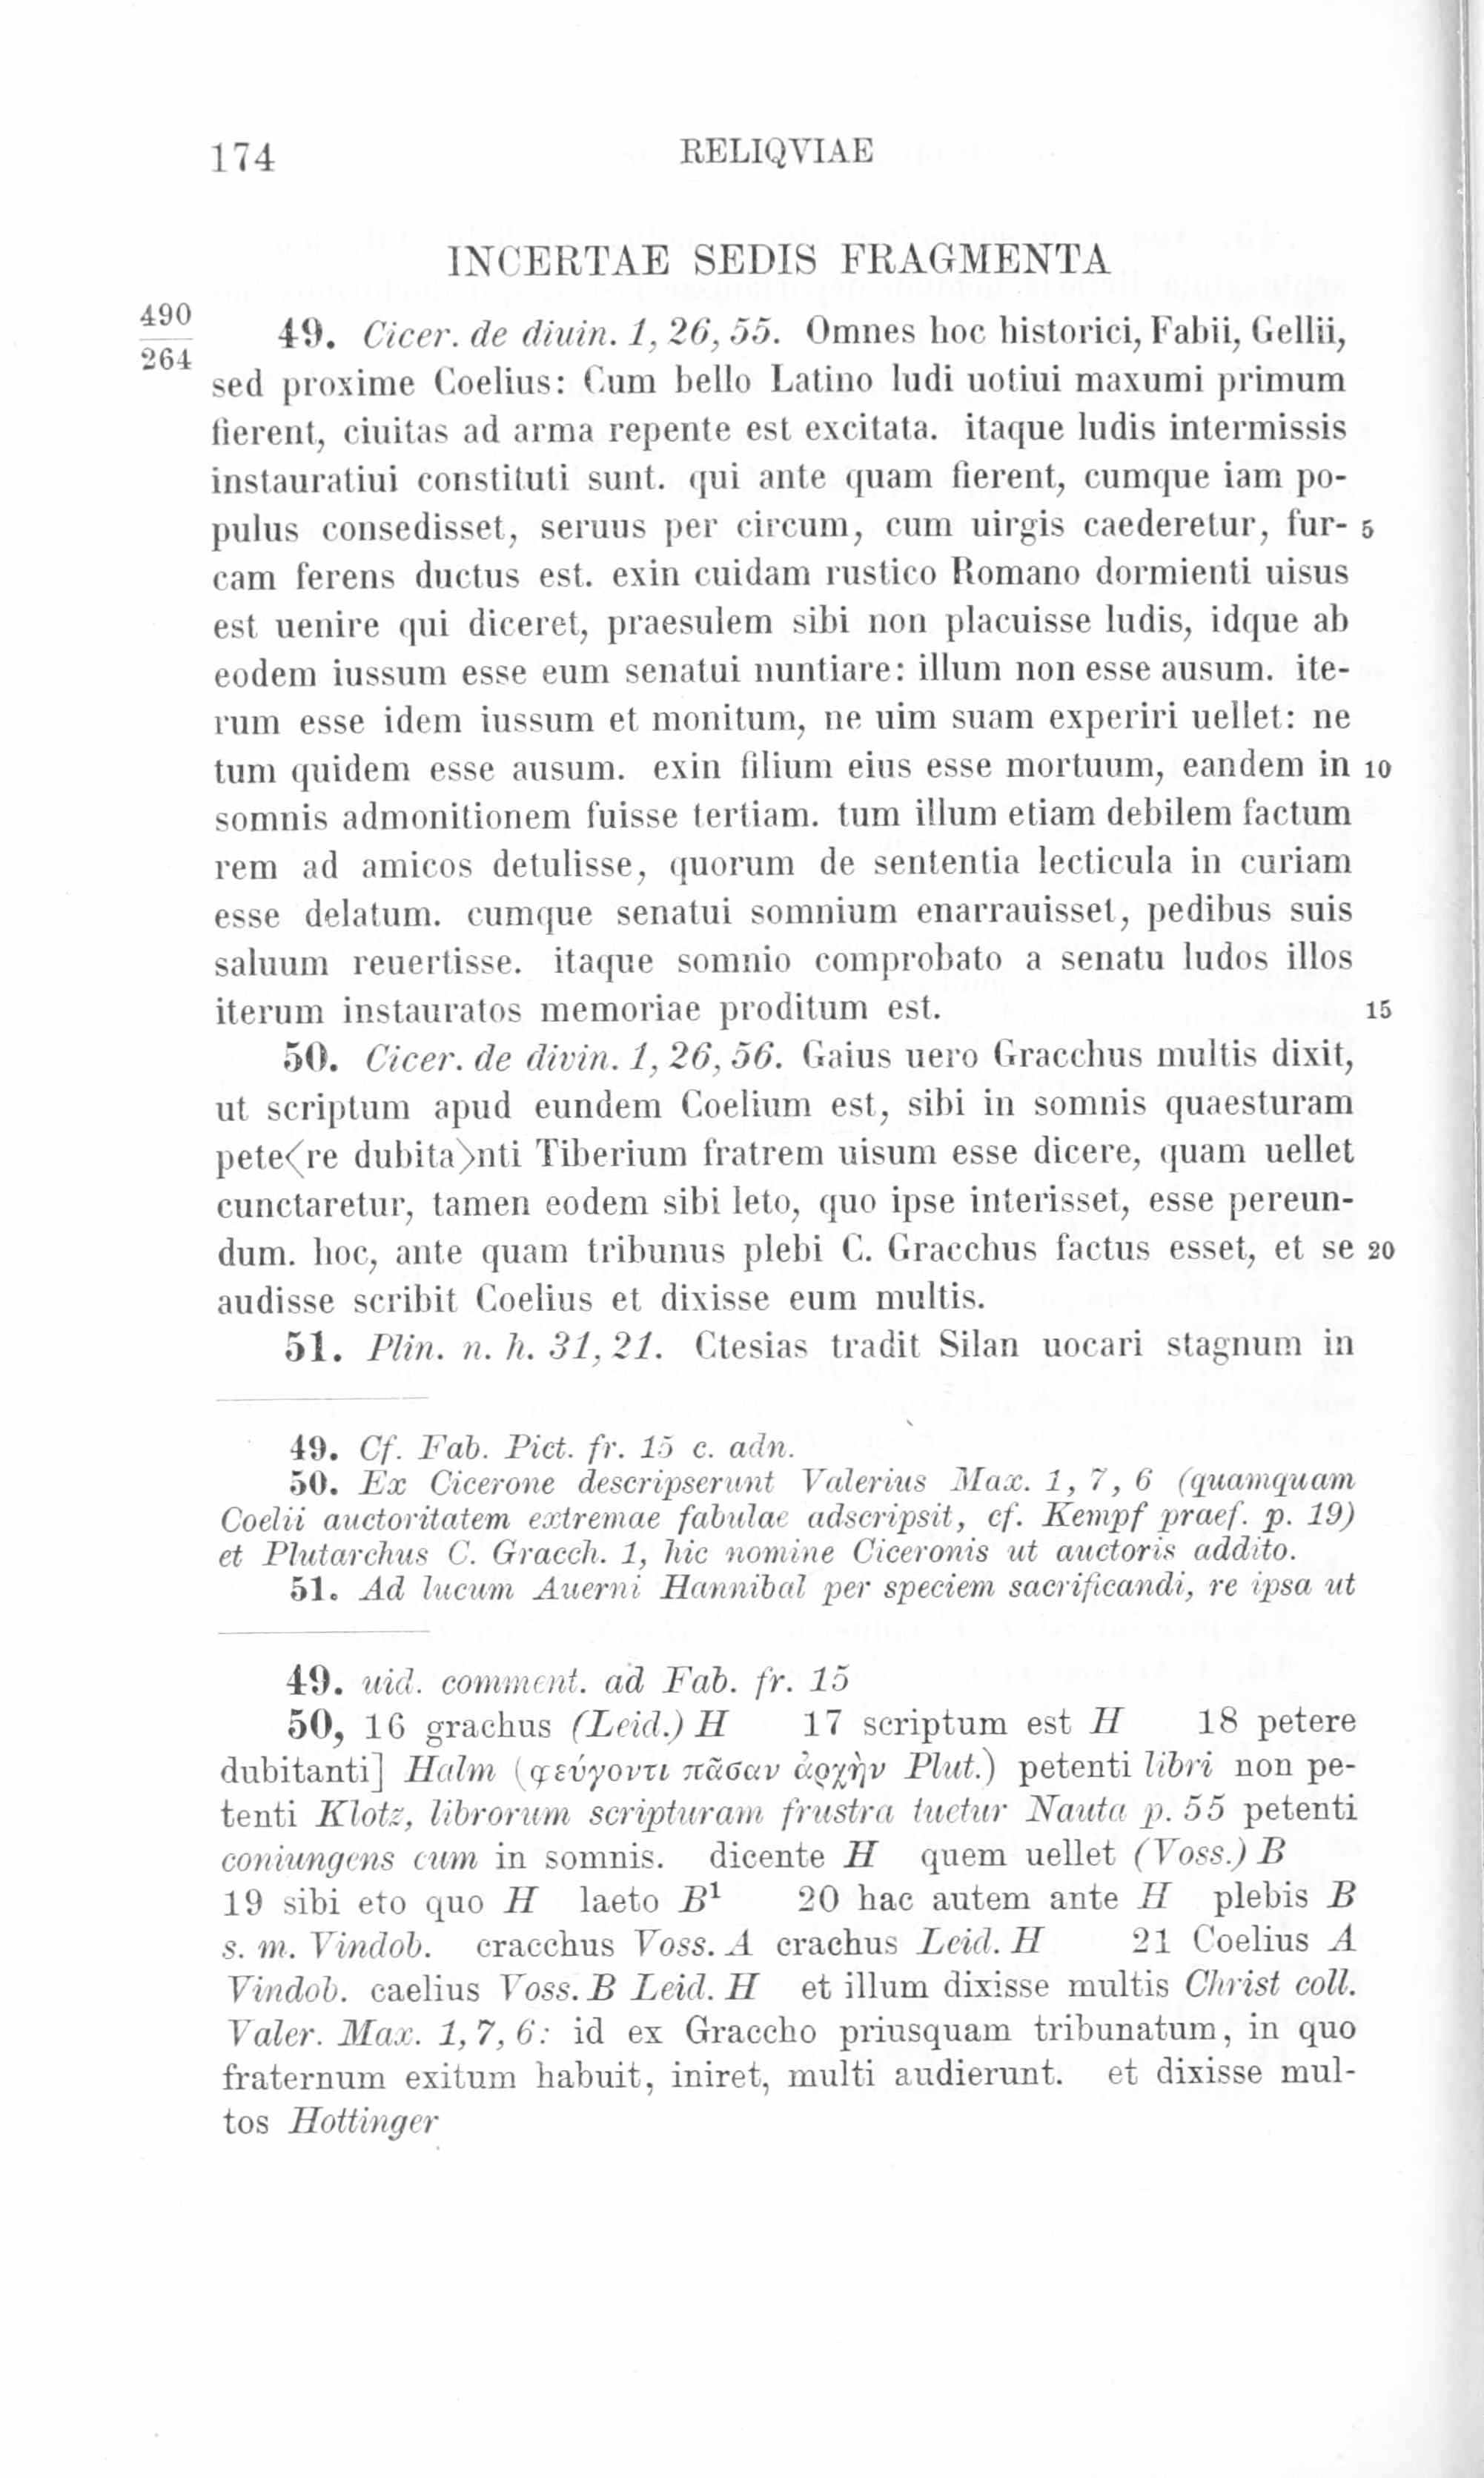 174 RELIQVIAE
INCERTAE SEDIS FRAGMENTA
490
264
49. Cicer. de diuin. 1, 26, 55. Omnes hoc historici, Fabii, Gellii,
sed proxime Coelius: Cum bello Latino ludi uotiui maxumi primum
fierent, ciuitas ad arma repente est excitata. itaque ludis intermissis
instauratiui constituti sunt. qui ante quam fierent, cumque iam po-
pulus consedisset, seruus per circum, cum uirgis caederetur, fur- 5
cam ferens ductus est. exin cuidam rustico Romano dormienti uisus
est uenire qui diceret, praesulem sibi non placuisse ludis, idque ab
eodem iussum esse eum senatui nuntiare: illum non esse ausum. ite-
rum esse idem iussum et monitum, ne uim suam experiri uellet: ne
tum quidem esse ausum. exin filium eius esse mortuum, eandem in 10
somnis admonitionem fuisse tertiam. tum illum etiam debilem factum
rem ad amicos detulisse, quorum de sententia lecticula in curiam
esse delatum. cumque senatui somnium enarrauisset, pedibus suis
saluum reuertisse. itaque somnio comprobato a senatu ludos illos
iterum instauratos memoriae proditum est. 15
50. Cicer. de divin. 1, 26, 56. Gaius uero Gracchus multis dixit,
ut scriptum apud eundem Coelium est, sibi in somnis quaesturam
pete<re dubita>nti Tiberium fratrem uisum esse dicere, quam uellet
cunctaretur, tamen eodem sibi leto, quo ipse interisset, esse pereun-
dum. hoc, ante quam tribunus plebi C. Gracchus factus esset, et se 20
audisse scribit Coelius et dixisse eum multis.
51. Plin. n. h. 31, 21. Ctesias tradit Silan uocari stagnum in
49. Cf. Fab. Pict. fr. 15 c. adn.
50. Ex Cicerone descripserunt Valerius Max. 1, 7, 6 (quamquam
Coelii auctoritatem extremae fabulae adscripsit, cf. Kempf praef. p. 19)
et Plutarchus C. Gracch. 1, hic nomine Ciceronis ut auctoris addito.
51. Ad lucum Auerni Hannibal per speciem sacrificandi, re ipsa ut
49. uid. comment. ad Fab. fr. 15
50, 16 grachus (Leid.) H 17 scriptum est H 18 petere
dubitanti] Halm (φεύγοντι πᾶσαν ἀρχὴν Plut.) petenti libri non pe-
tenti Klotz, librorum scripturam frustra tuetur Nauta p. 55 petenti
coniungens cum in somnis. dicente H quem uellet (Voss.) B
19 sibi eto quo H laeto B¹ 20 hac autem ante H plebis B
s. m. Vindob. cracchus Voss. A crachus Leid. H 21 Coelius A
Vindob. caelius Voss. B Leid. H et illum dixisse multis Christ coll.
Valer. Max. 1, 7, 6: id ex Graccho priusquam tribunatum, in quo
fraternum exitum habuit, iniret, multi audierunt. et dixisse mul-
tos Hottinger